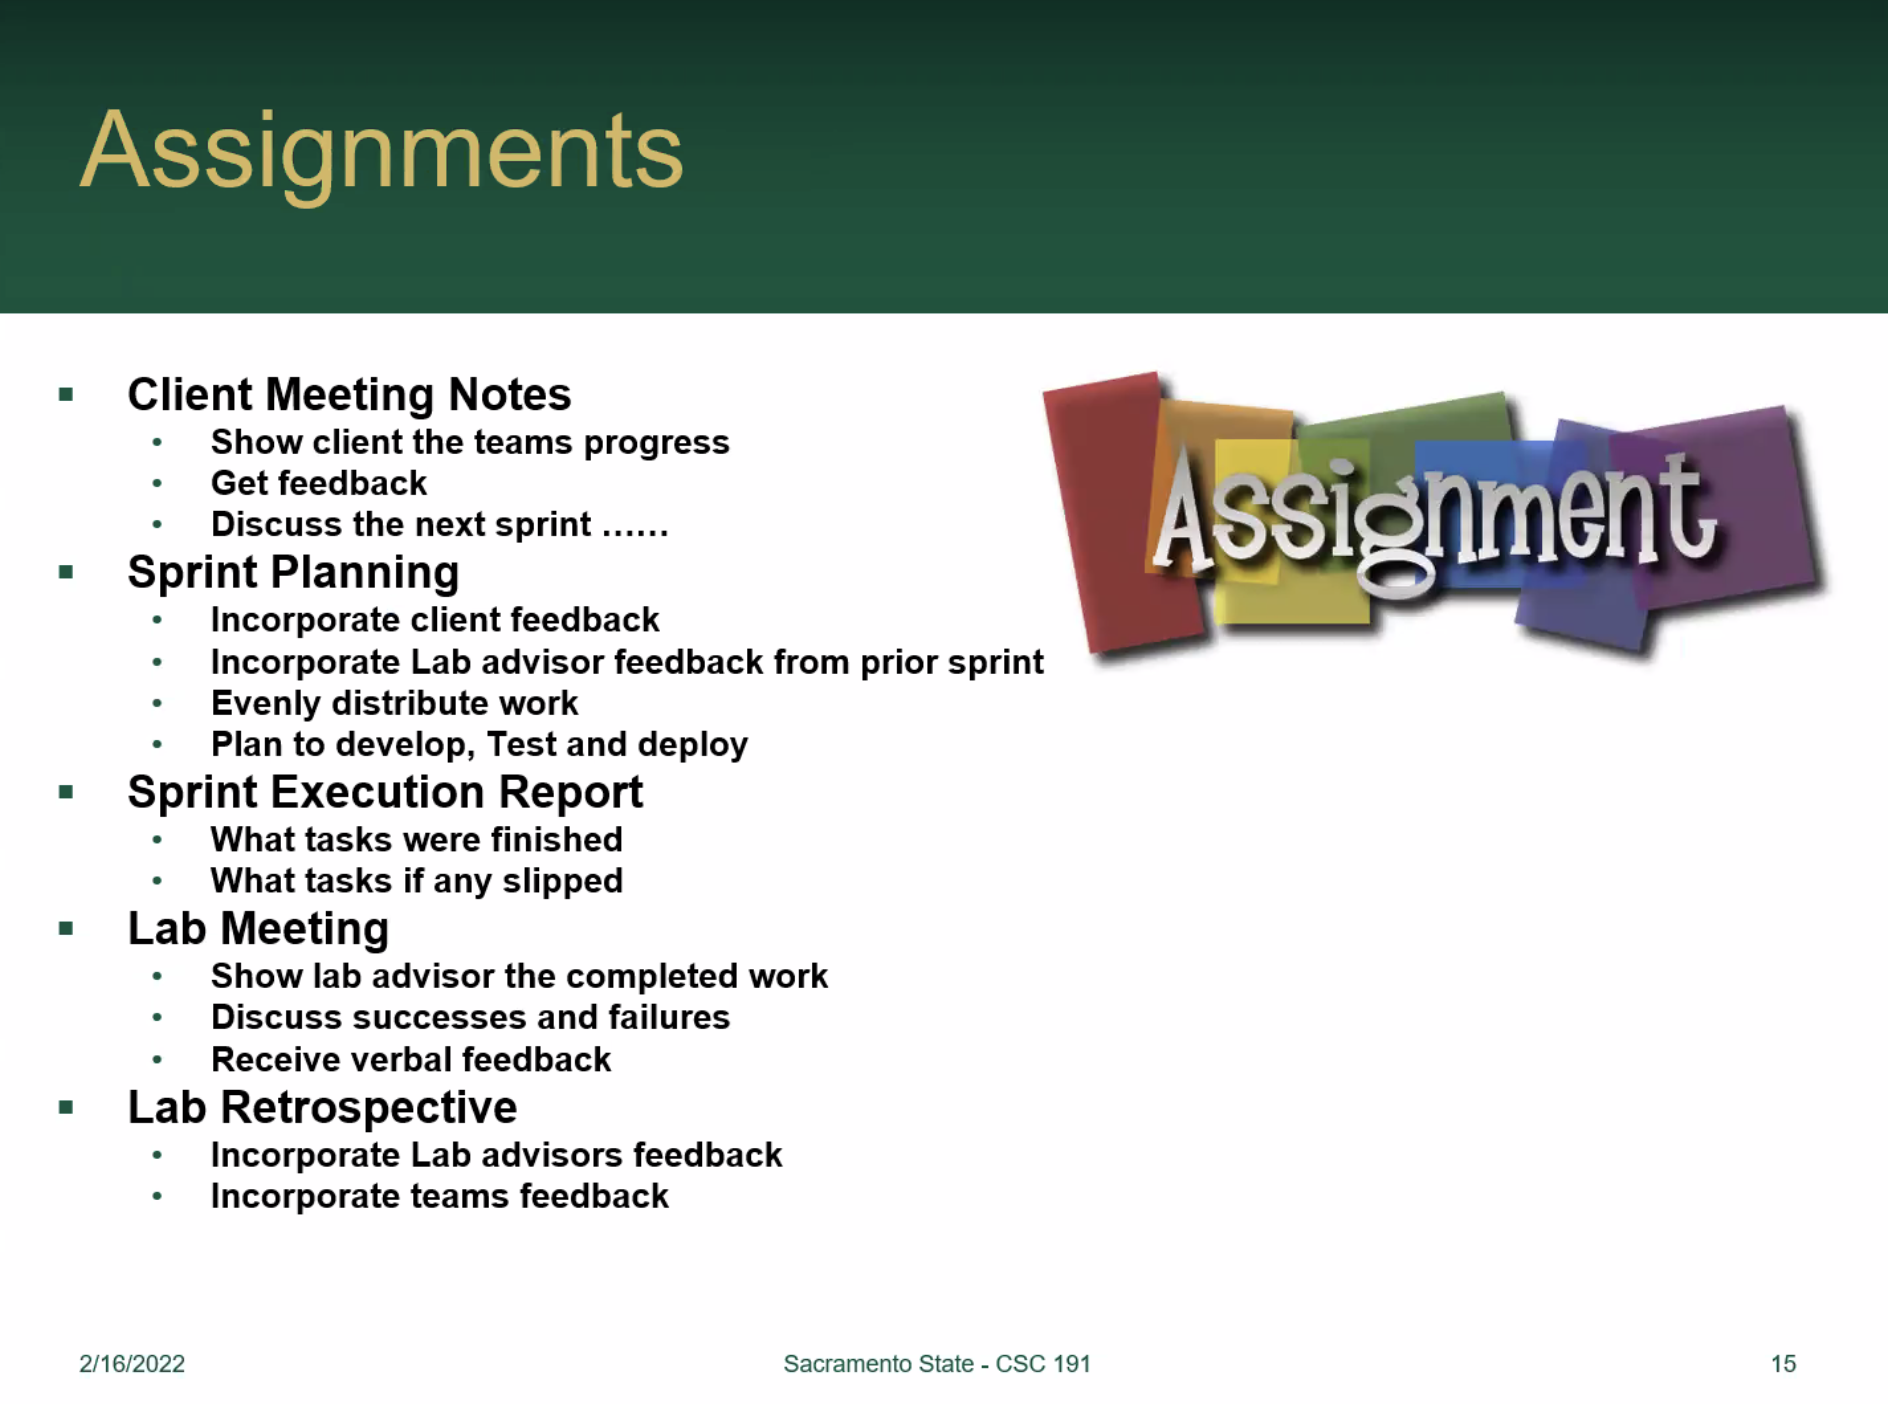 Assignments
Client Meeting Notes
Show client the teams progress
Get feedback
Discuss the next sprint ......
Sprint Planning
Incorporate client feedback
Incorporate Lab advisor feedback from prior sprint
Evenly distribute work
Plan to develop, Test and deploy
Sprint Execution Report
What tasks were finished
What tasks if any slipped
Lab Meeting
Show lab advisor the completed work
Discuss successes and failures
Receive verbal feedback
Lab Retrospective
Incorporate Lab advisors feedback
Incorporate teams feedback
Assignment
2/16/2022
Sacramento State - CSC 191
15